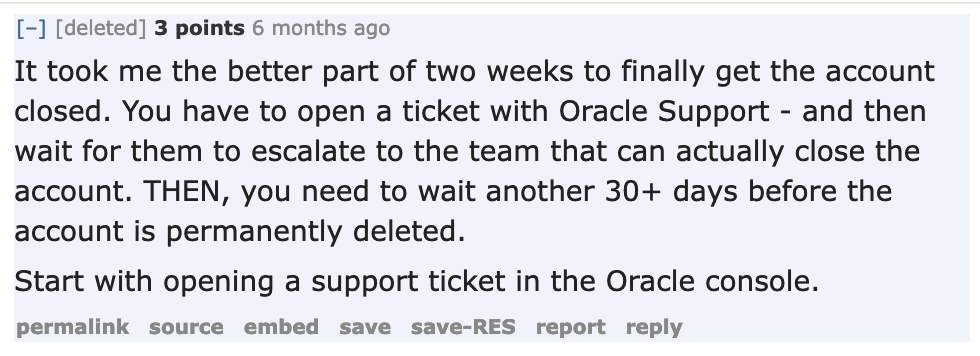 [-] [deleted] 3 points 6 months ago
It took me the better part of two weeks to finally get the account
closed. You have to open a ticket with Oracle Support - and then
wait for them to escalate to the team that can actually close the
account. THEN, you need to wait another 30+ days before the
account is permanently deleted.
Start with opening a support ticket in the Oracle console.
permalink source embed save save-RES report reply